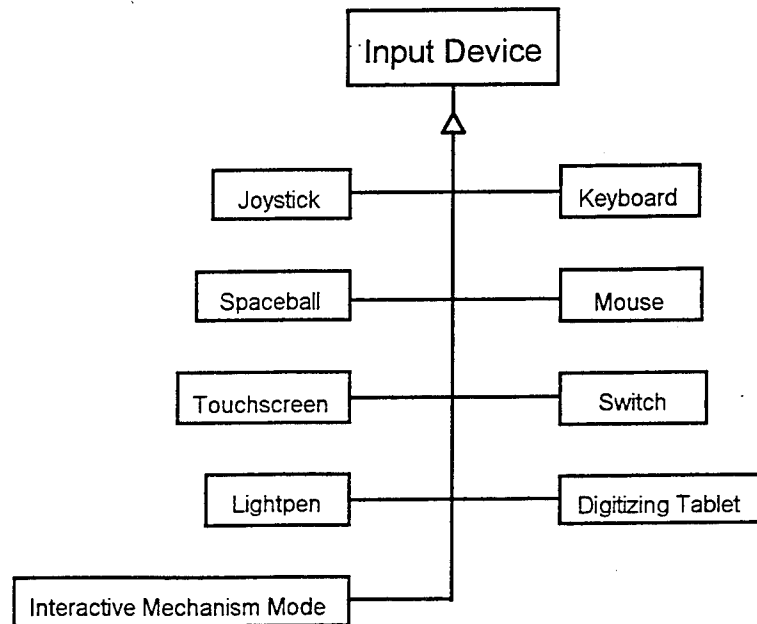 Input Device
Joystick
Keyboard
Spaceball
Mouse
Touchscreen
Switch
Lightpen
Digitizing Tablet
Interactive Mechanism Mode